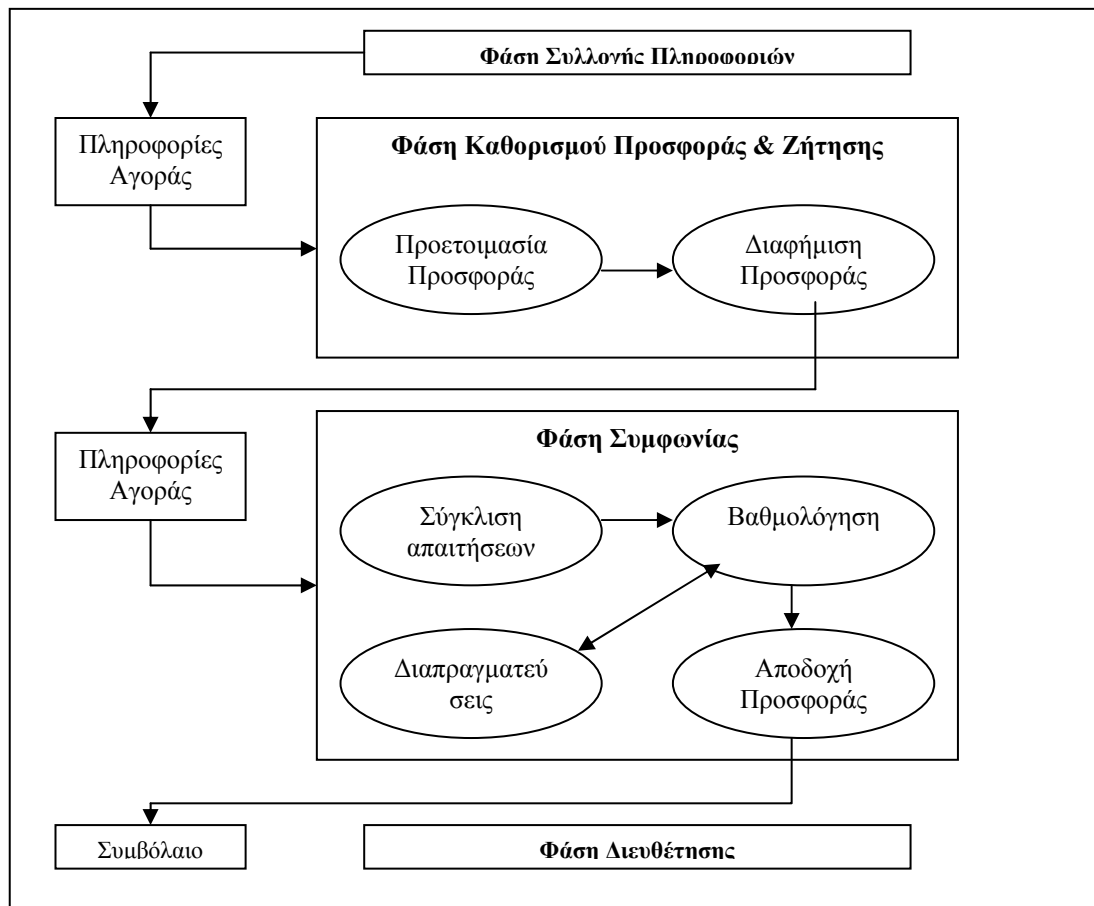 Φάση Συλλογής Πληροφοριών
Πληροφορίες
Αγοράς
Φάση Καθορισμού Προσφοράς & Ζήτησης
Προετοιμασία
Προσφοράς
Διαφήμιση
Προσφοράς
Πληροφορίες
Αγοράς
Φάση Συμφωνίας
Σύγκλιση
απαιτήσεων
Βαθμολόγηση
Διαπραγματεύ
σεις
Αποδοχή
Προσφοράς
Συμβόλαιο
Φάση Διευθέτησης